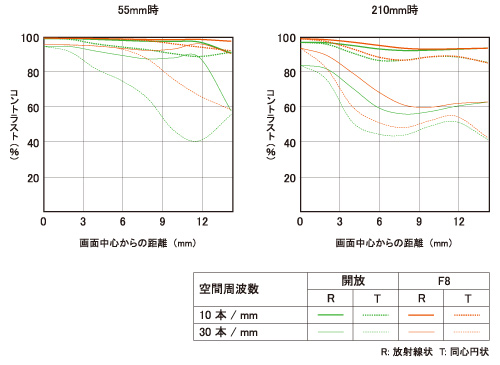 55mm時
100
80
60
40
20
コントラスト（%）
0 3 6 9 12
画面中心からの距離（mm）
210mm時
100
80
60
40
20
コントラスト（%）
0 3 6 9 12
画面中心からの距離（mm）
空間周波数 開放 F8
R T R T
10 本 / mm
30 本 / mm
R: 放射線状 T: 同心円状